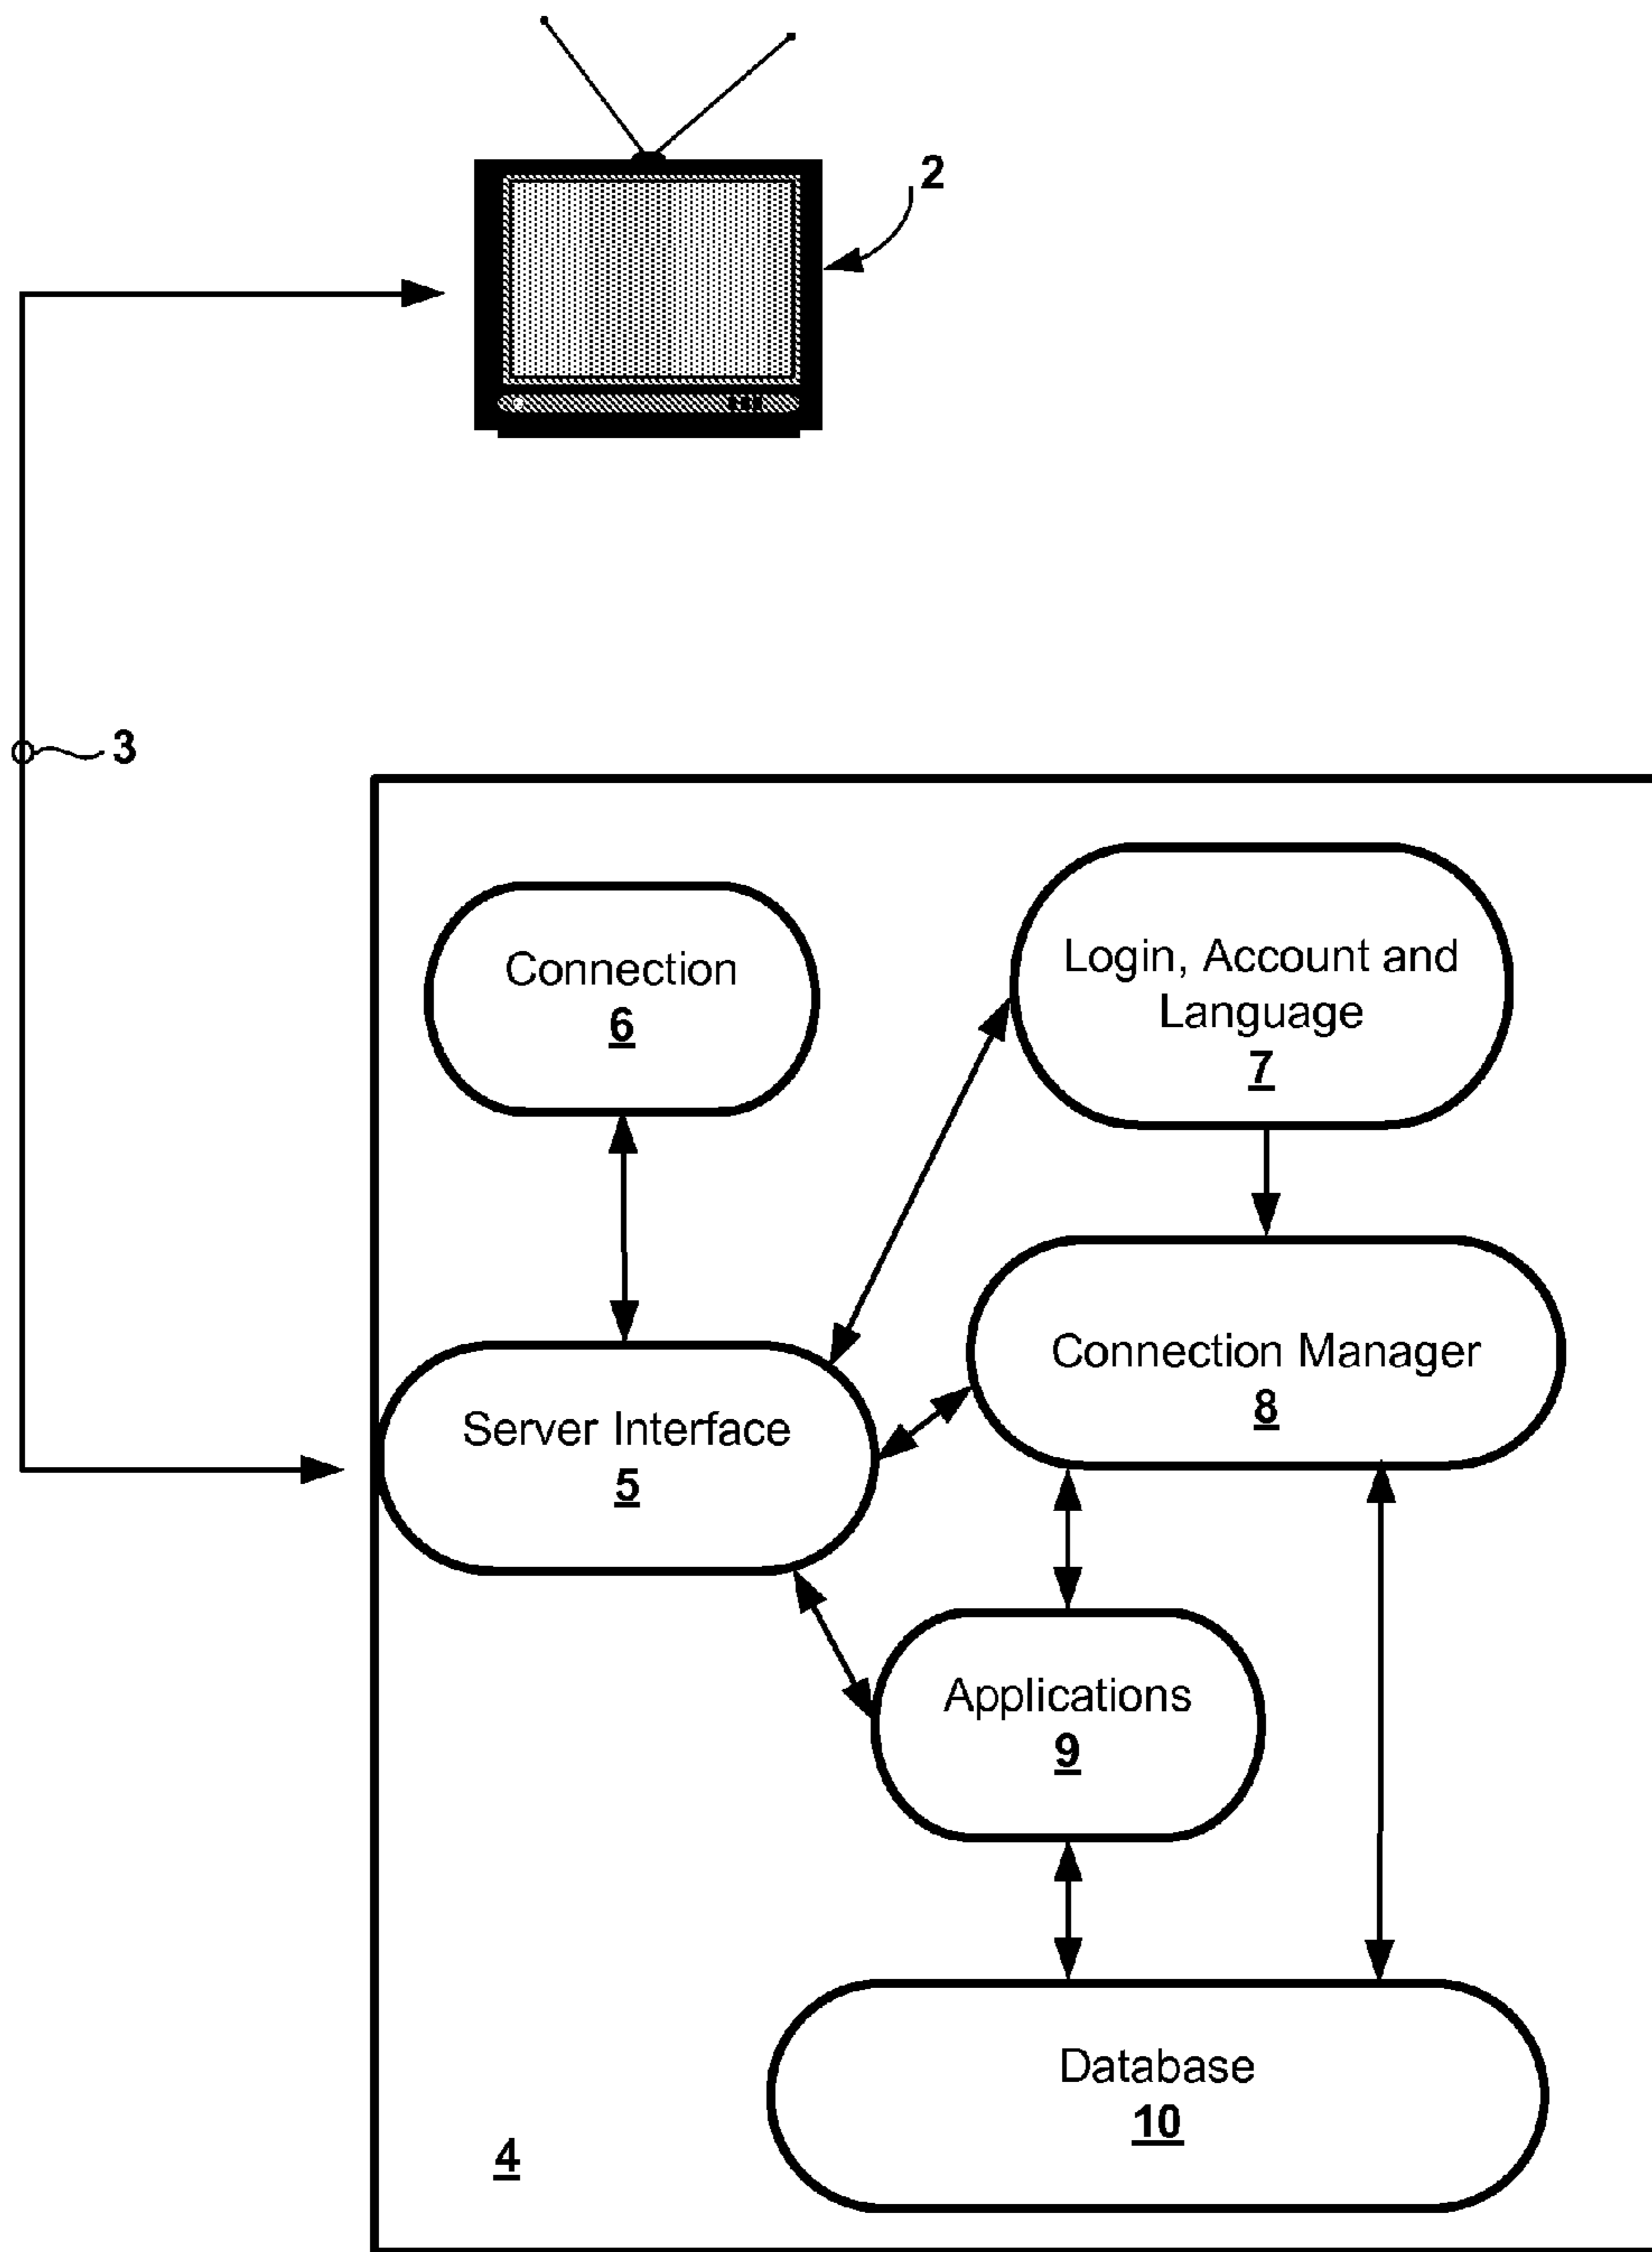 2
3
Connection
6
Login, Account and
Language
7
Connection Manager
8
Server Interface
5
Applications
9
Database
10
4